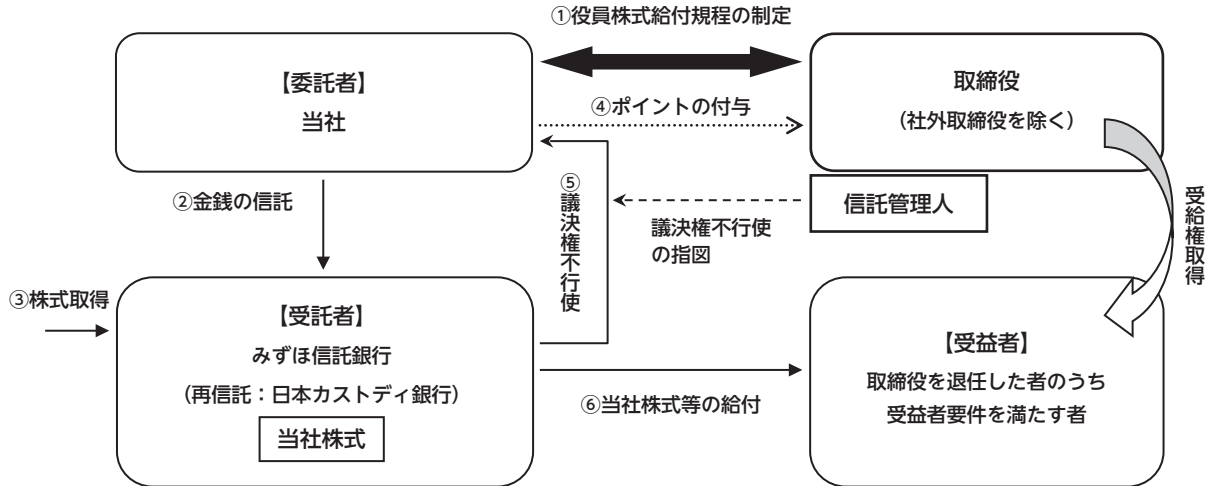 ①役員株式給付規程の制定
【委託者】
当社
取締役
（社外取締役を除く）
④ポイントの付与
②金銭の信託
⑤議決権不行使
議決権不行使
の指図
信託管理人
受給権取得
③株式取得
【受託者】
みずほ信託銀行
（再信託：日本カストディ銀行）
当社株式
⑥当社株式等の給付
【受益者】
取締役を退任した者のうち
受益者要件を満たす者